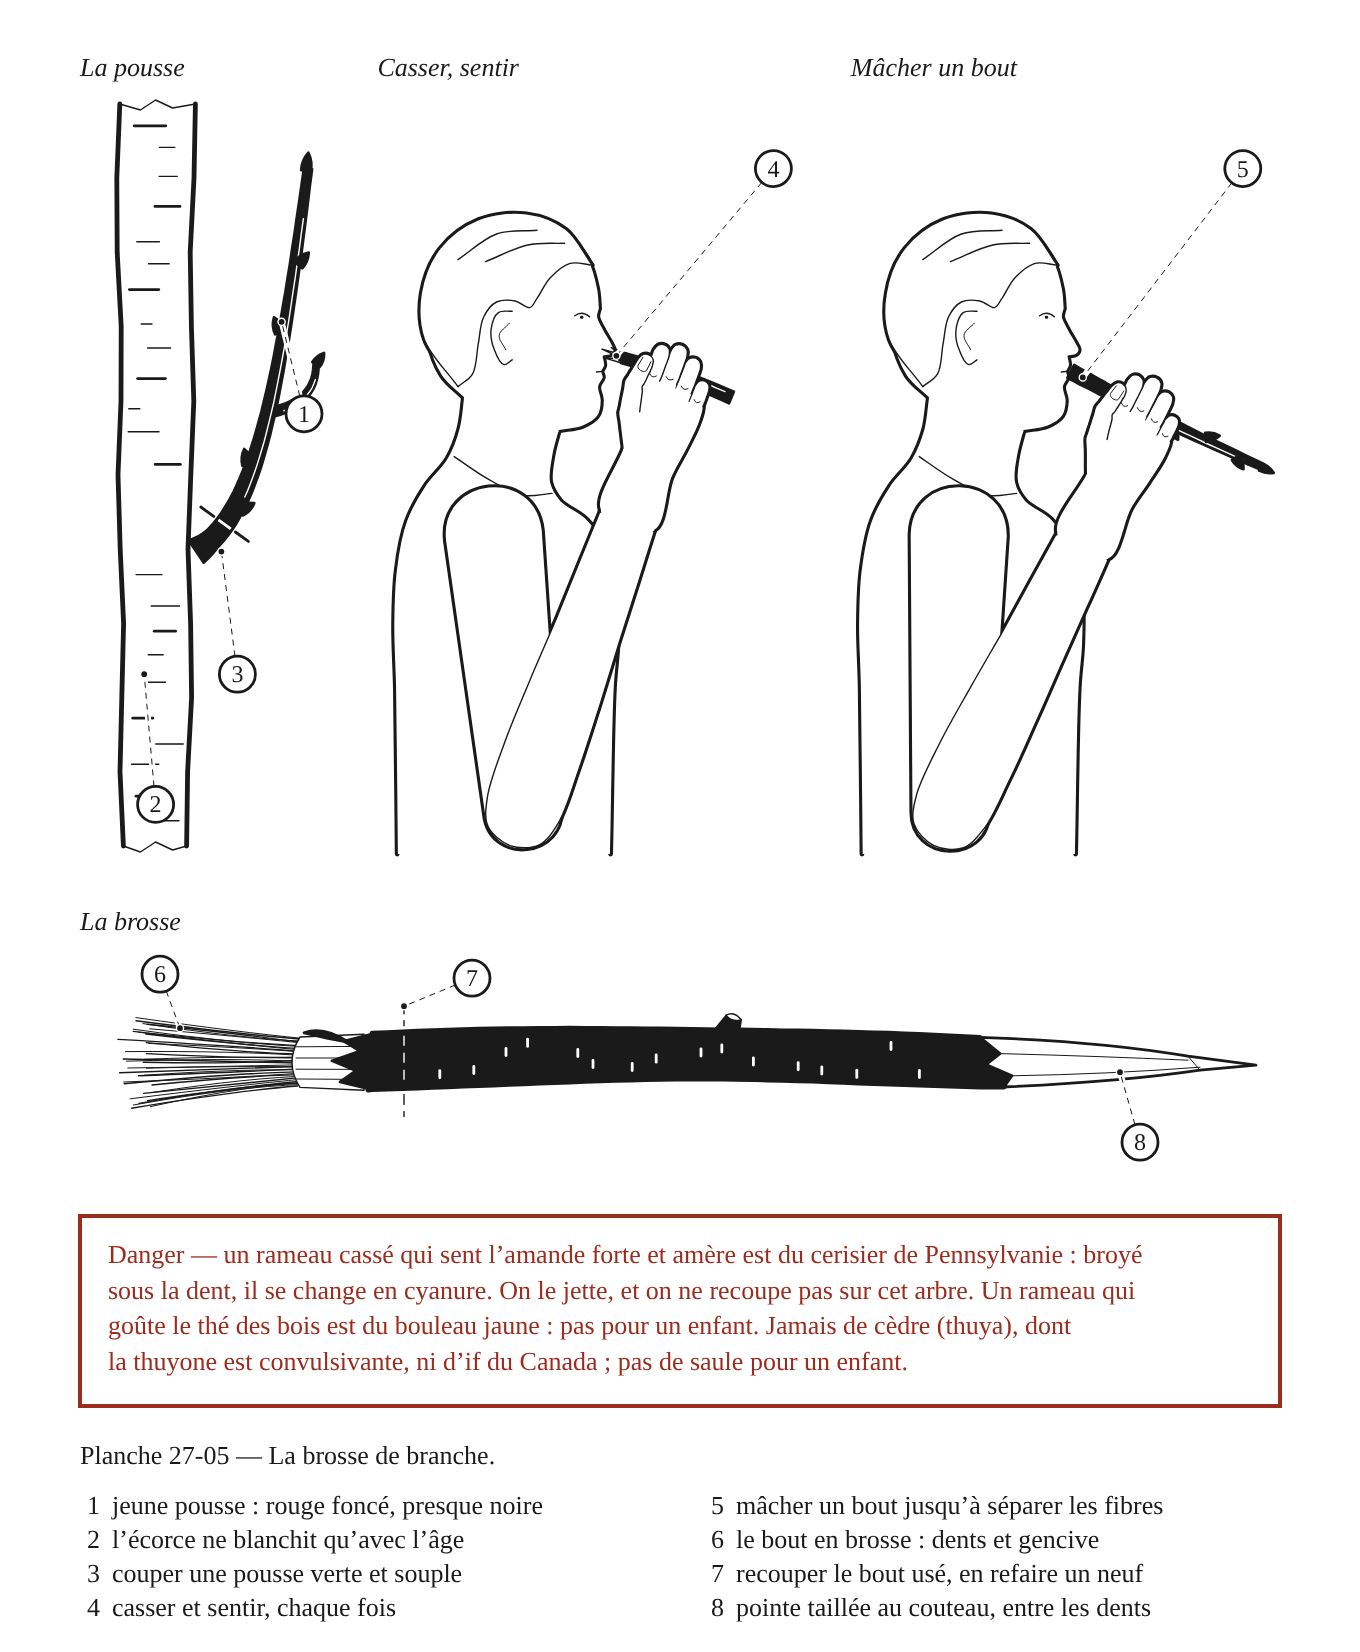 La pousse
Casser, sentir
Mâcher un bout
4
5
1
3
2
La brosse
6
7
8
Danger — un rameau cassé qui sent l’amande forte et amère est du cerisier de Pennsylvanie : broyé
sous la dent, il se change en cyanure. On le jette, et on ne recoupe pas sur cet arbre. Un rameau qui
goûte le thé des bois est du bouleau jaune : pas pour un enfant. Jamais de cèdre (thuya), dont
la thuyone est convulsivante, ni d’if du Canada ; pas de saule pour un enfant.
Planche 27-05 — La brosse de branche.
1 jeune pousse : rouge foncé, presque noire
2 l’écorce ne blanchit qu’avec l’âge
3 couper une pousse verte et souple
4 casser et sentir, chaque fois
5 mâcher un bout jusqu’à séparer les fibres
6 le bout en brosse : dents et gencive
7 recouper le bout usé, en refaire un neuf
8 pointe taillée au couteau, entre les dents